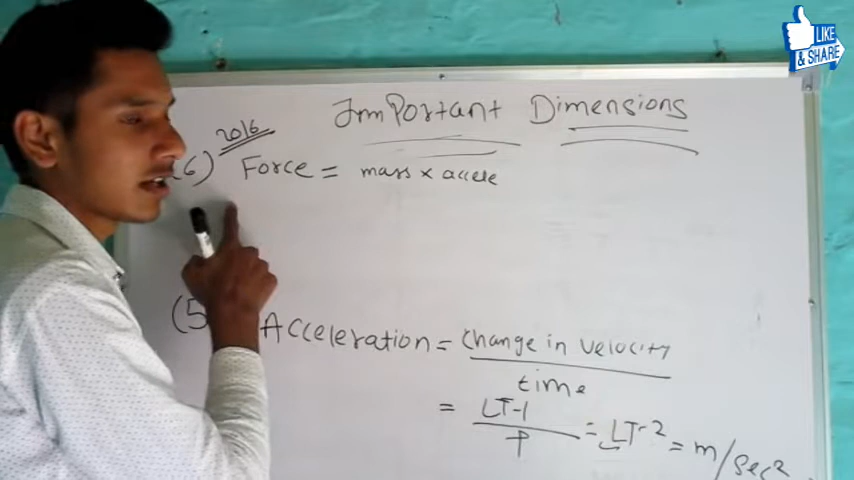 LIKE
& SHARE
Important Dimensions
2016
6) Force = mass × accele
(5 Acceleration = Change in velocity
time
= LT-1
= LT-2 = m/sec2